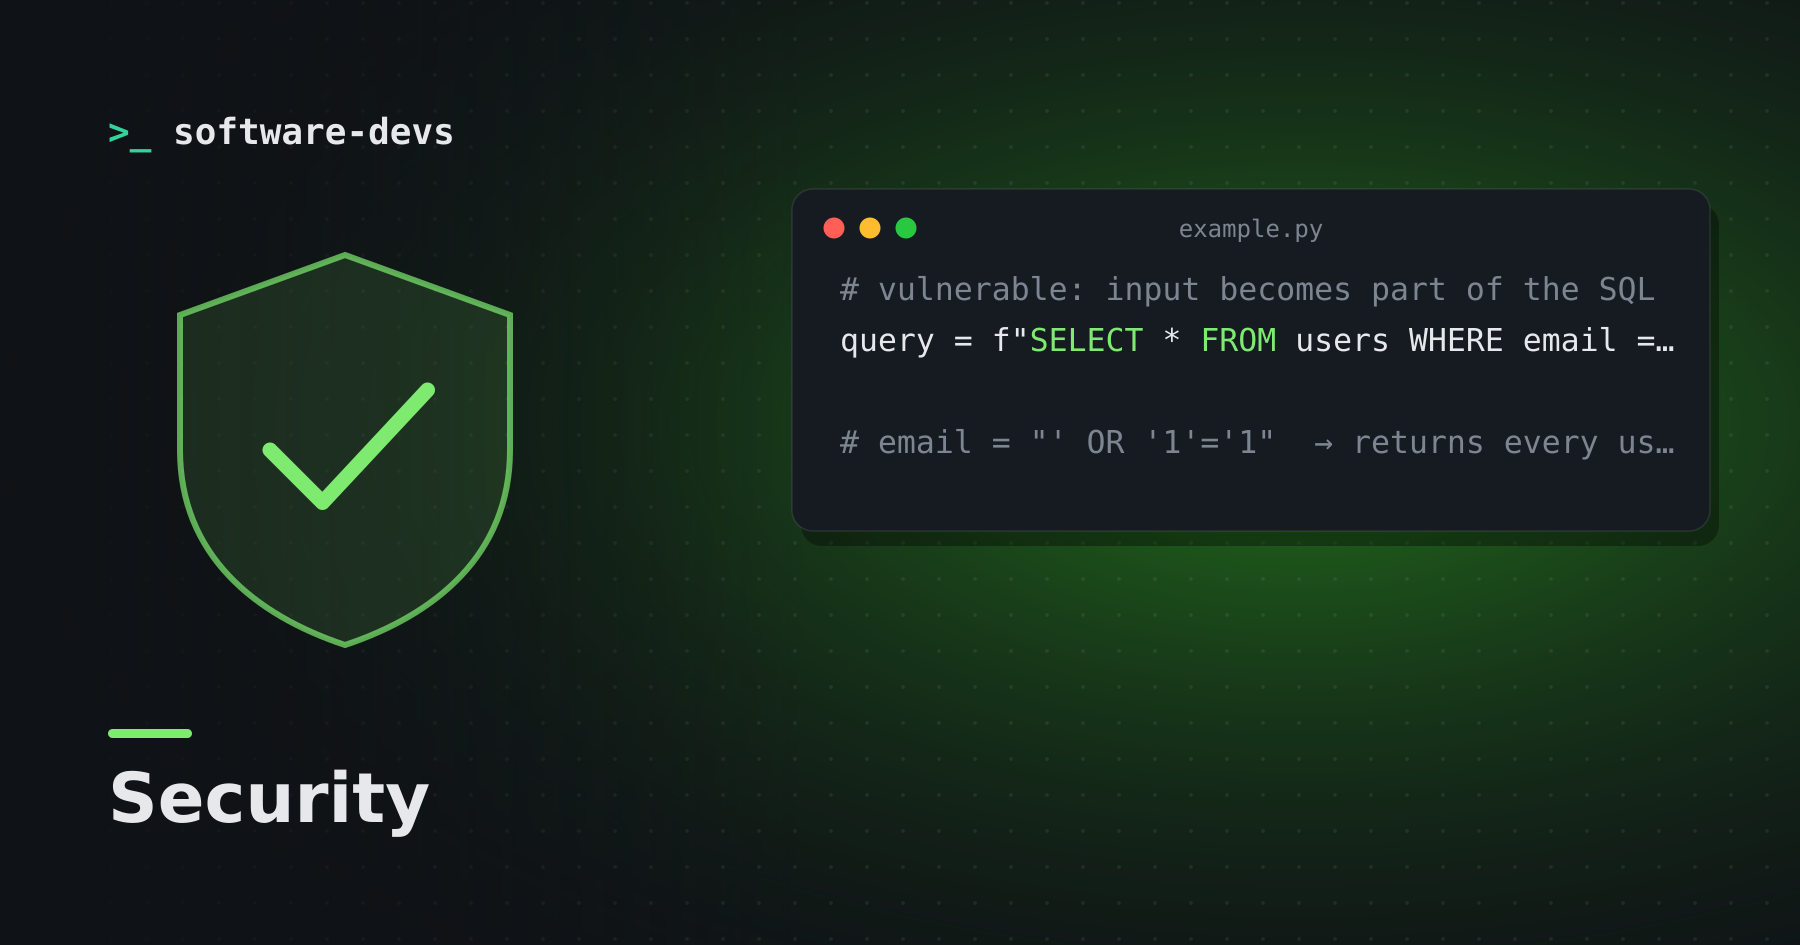 >_ software-devs
example.py
# vulnerable: input becomes part of the SQL
query = f"SELECT * FROM users WHERE email =…
# email = "' OR '1'='1"  → returns every us…
Security